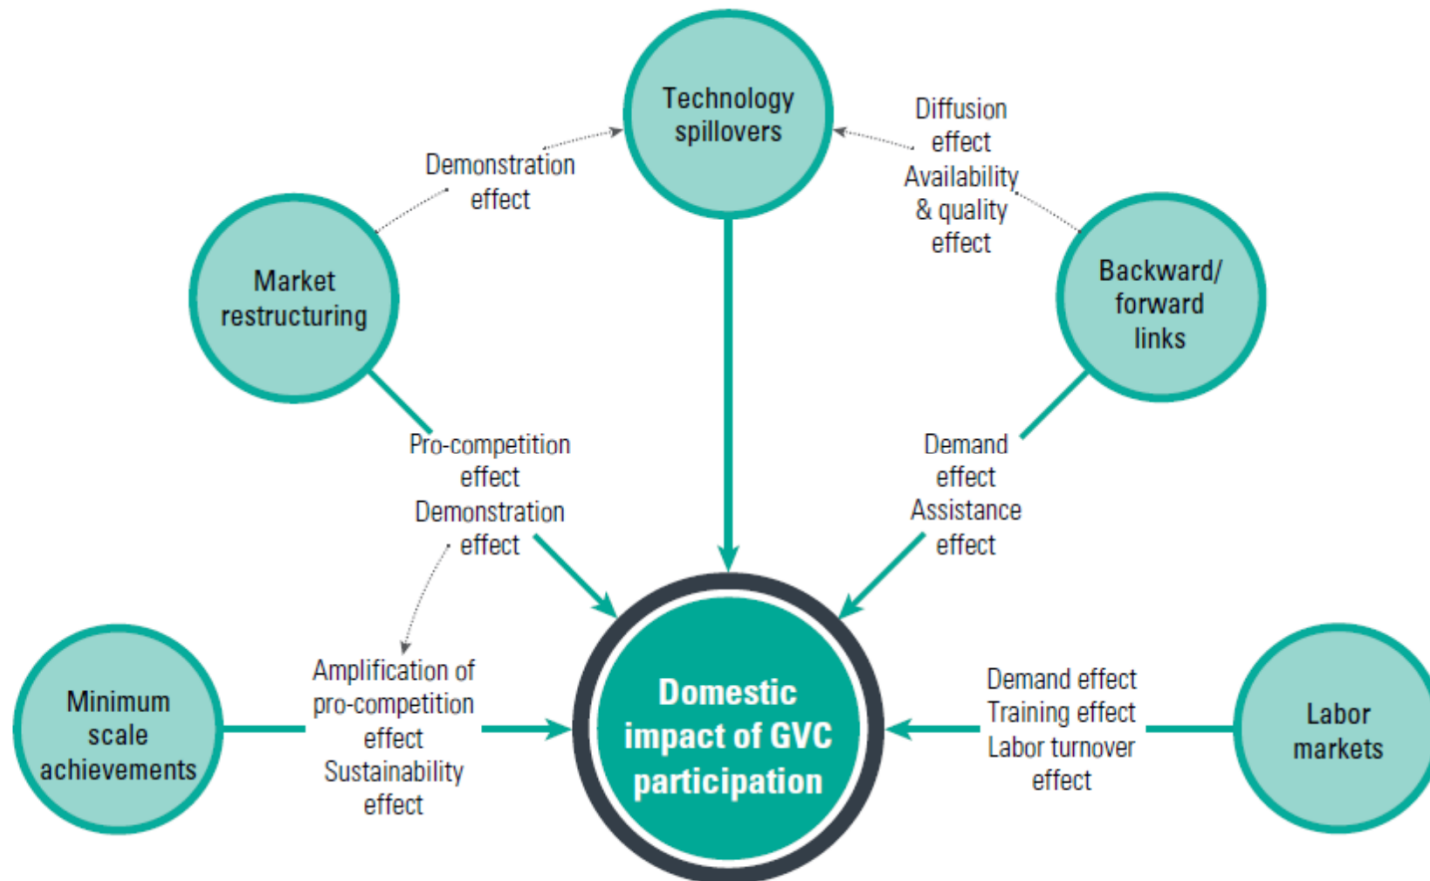 Technology
spillovers
Diffusion
effect
Availability
& quality
effect
Demonstration
effect
Market
restructuring
Backward/
forward
links
Pro-competition
effect
Demonstration
effect
Demand
effect
Assistance
effect
Minimum
scale
achievements
Amplification of
pro-competition
effect
Sustainability
effect
Domestic
impact of GVC
participation
Demand effect
Training effect
Labor turnover
effect
Labor
markets